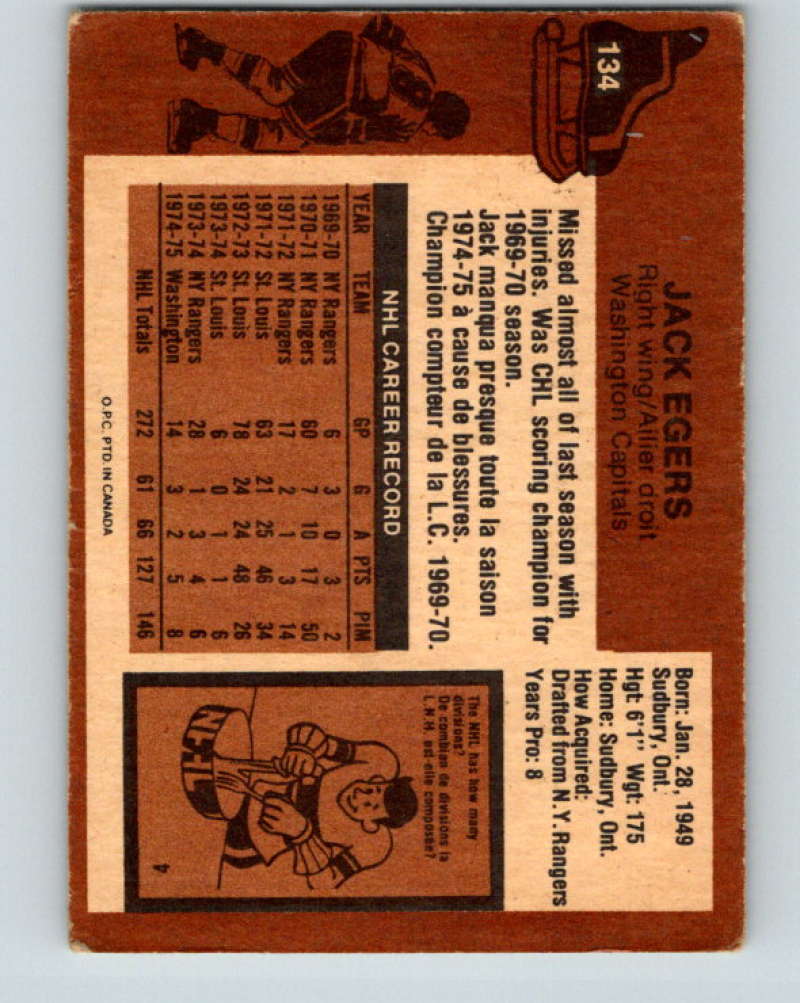 134
JACK EGERS
Right wing/Ailier droit
Washington Capitals
Missed almost all of last season with
injuries. Was CHL scoring champion for
1969-70 season.
Jack manqua presque toute la saison
1974-75 à cause de blessures.
Champion compteur de la L.C. 1969-70.
Born: Jan. 28, 1949
Sudbury, Ont.
Hgt: 6'1" Wgt: 175
Home: Sudbury, Ont.
How Acquired:
Drafted from N.Y. Rangers
Years Pro: 8
NHL CAREER RECORD
YEAR TEAM GP G A PTS PIM
1969-70 NY Rangers 6 3 0 3 2
1970-71 NY Rangers 60 7 10 17 50
1971-72 NY Rangers 17 2 1 3 14
1971-72 St. Louis 63 21 25 46 34
1972-73 St. Louis 78 24 24 48 26
1973-74 St. Louis 6 0 1 1 6
1973-74 NY Rangers 28 1 3 4 6
1974-75 Washington 14 3 2 5 8
NHL Totals 272 61 66 127 146
The NHL has how many
divisions?
De combien de divisions la
L.N.H. est-elle composée?
NHL
4
O.P.C. PTD. IN CANADA